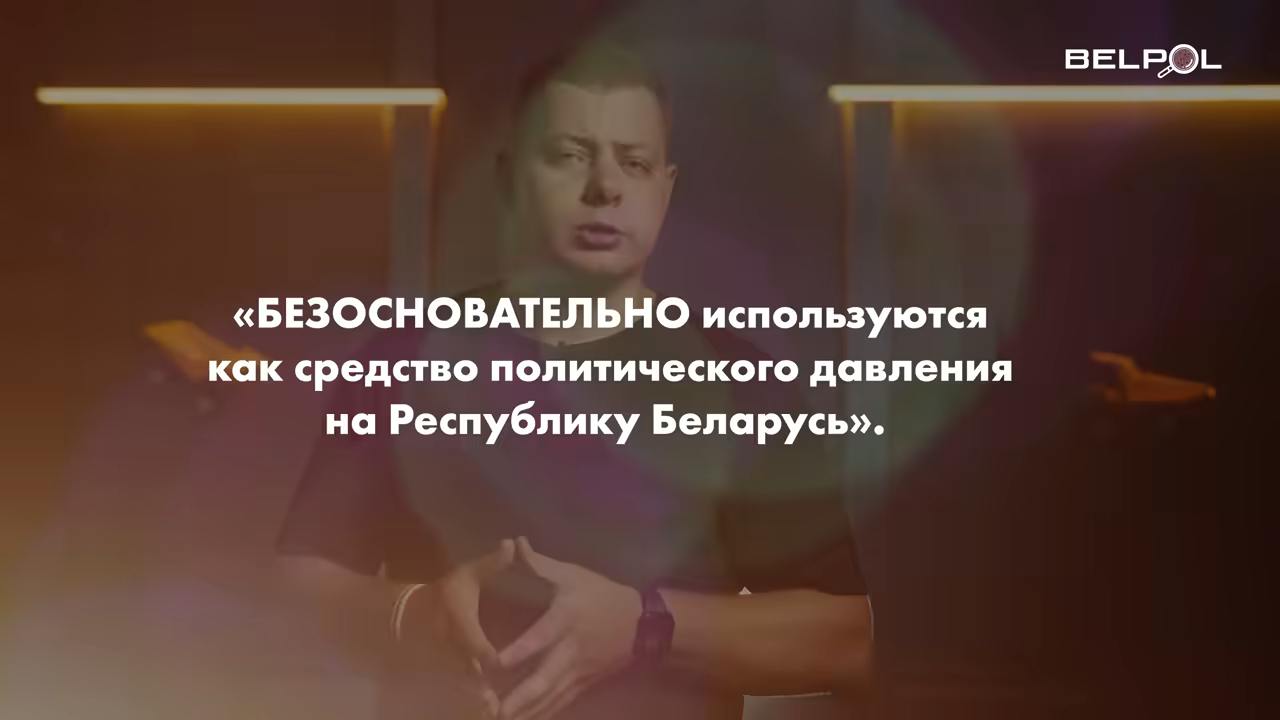 BELPOL
«БЕЗОСНОВАТЕЛЬНО используются
как средство политического давления
на Республику Беларусь».